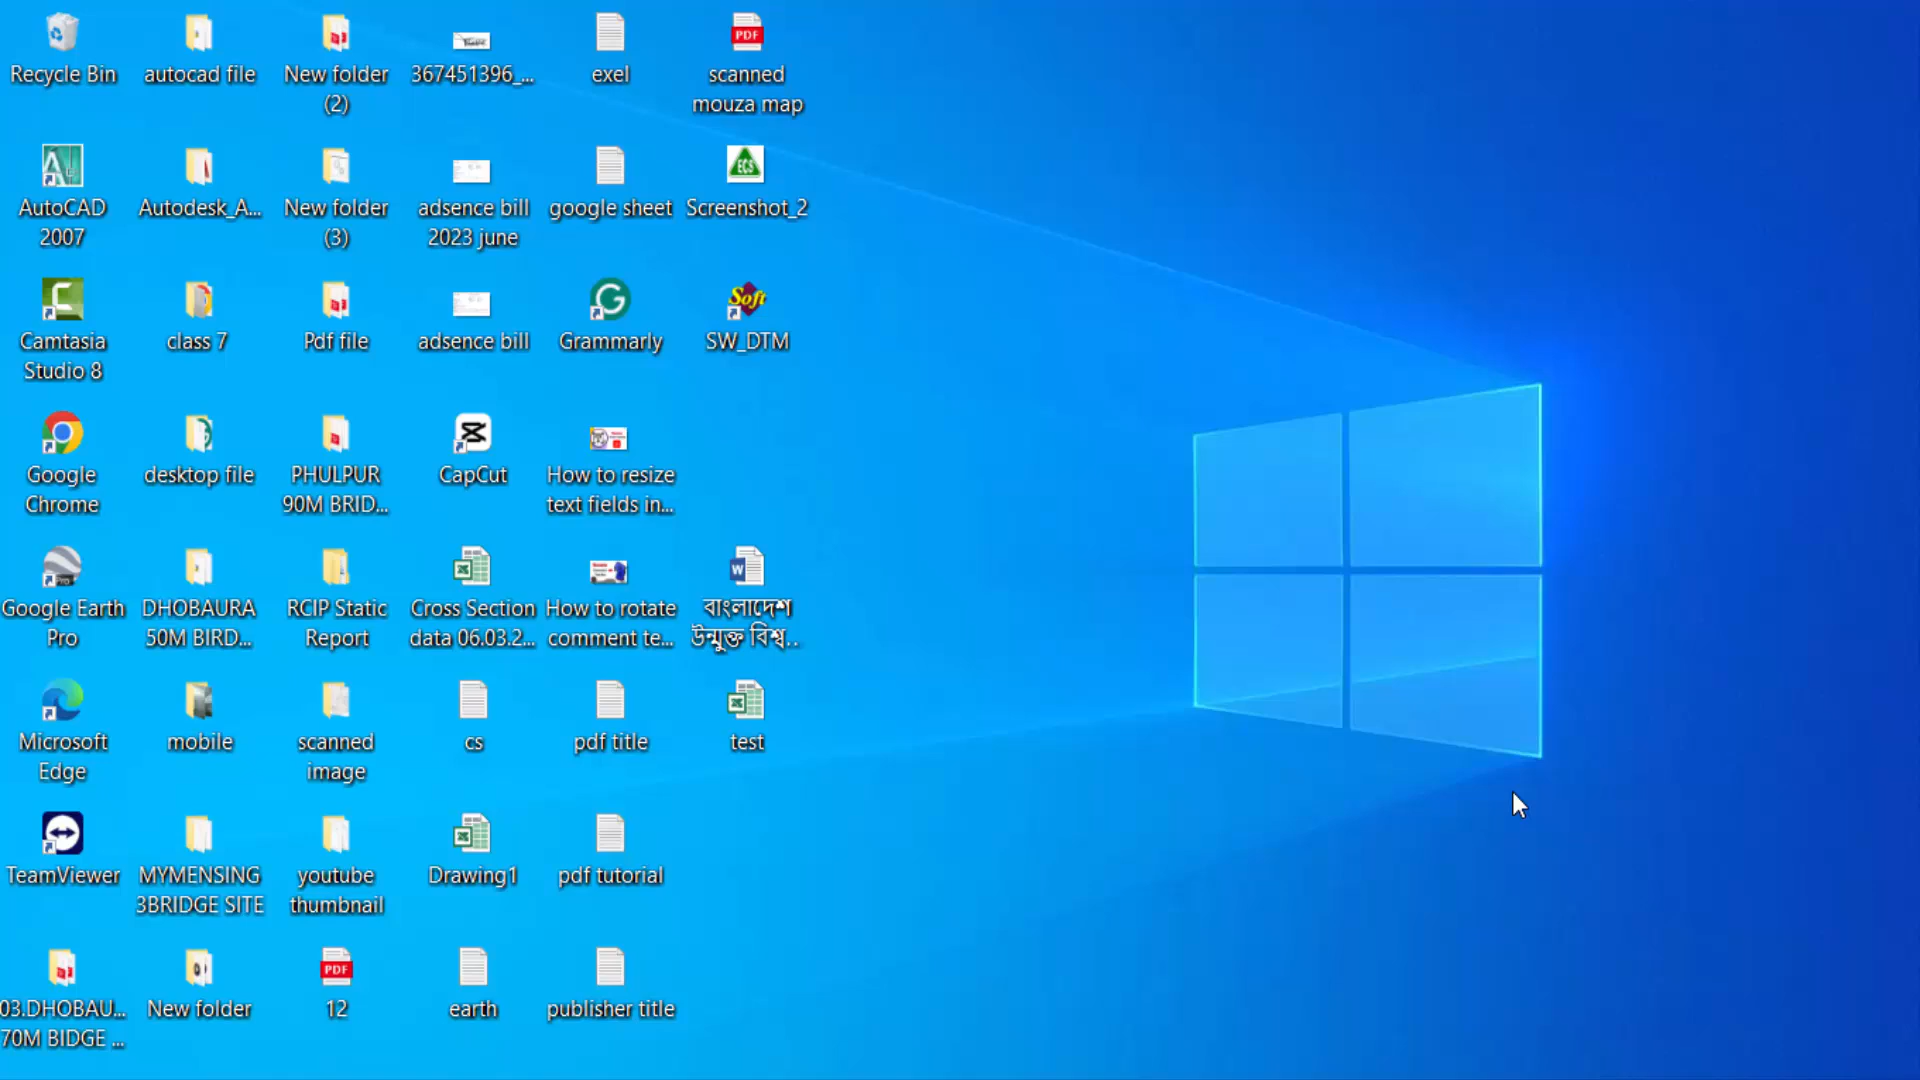 Recycle Bin
autocad file
New folder
(2)
367451396_...
exel
scanned
mouza map
AutoCAD
2007
Autodesk_A...
New folder
(3)
adsence bill
2023 june
google sheet
Screenshot_2
Camtasia
Studio 8
class 7
Pdf file
adsence bill
Grammarly
SW_DTM
Google
Chrome
desktop file
PHULPUR
90M BRID...
CapCut
How to resize
text fields in...
Google Earth
Pro
DHOBAURA
50M BIRD...
RCIP Static
Report
Cross Section
data 06.03.2...
How to rotate
comment te...
বাংলাদেশ
উন্মুক্ত বিশ্ব..
Microsoft
Edge
mobile
scanned
image
cs
pdf title
test
TeamViewer
MYMENSING
3BRIDGE SITE
youtube
thumbnail
Drawing1
pdf tutorial
03.DHOBAU...
70M BIDGE ...
New folder
PDF
12
earth
publisher title
PDF
ECS
Soft
Pro